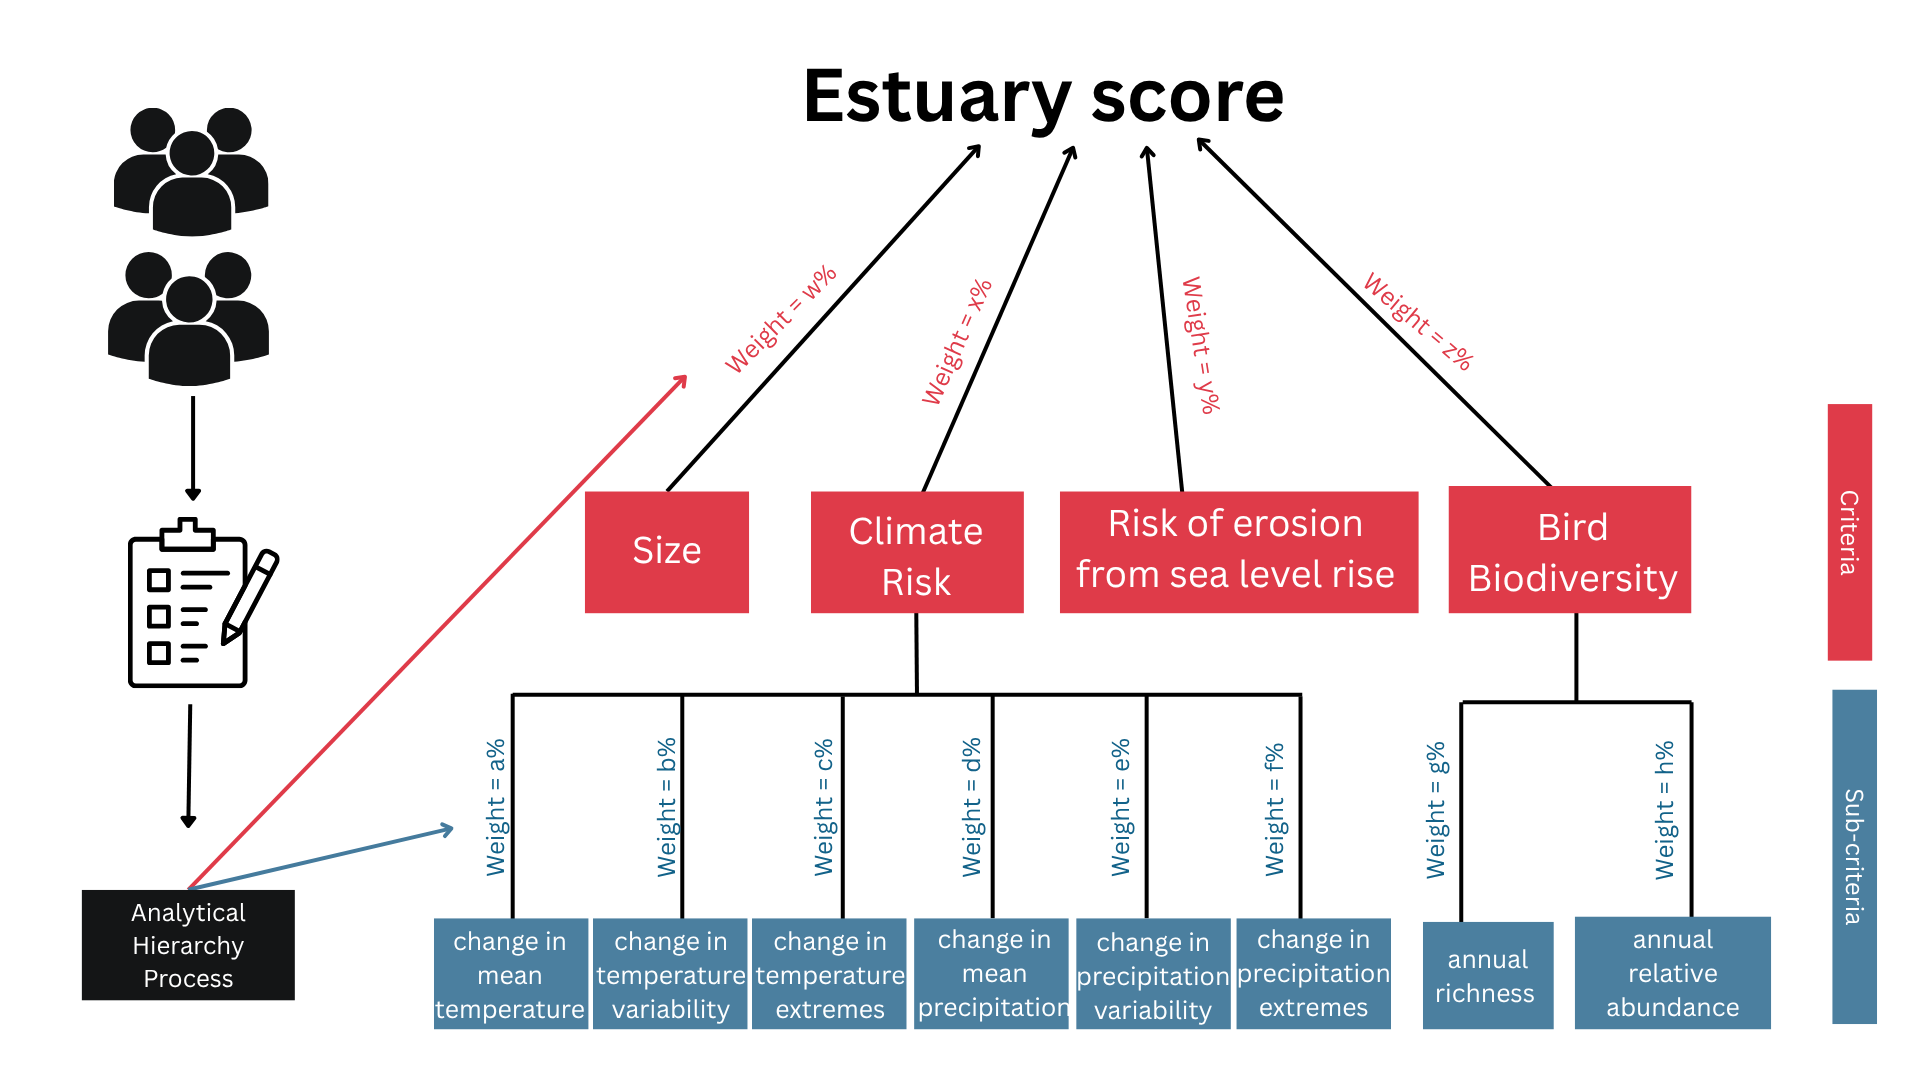 Estuary score
Weight = w%
Weight = x%
Weight = y%
Weight = z%
Size
Climate
Risk
Risk of erosion
from sea level rise
Bird
Biodiversity
Criteria
Weight = a%
Weight = b%
Weight = c%
Weight = d%
Weight = e%
Weight = f%
Weight = g%
Weight = h%
Sub-criteria
Analytical
Hierarchy
Process
change in
mean
temperature
change in
temperature
variability
change in
temperature
extremes
change in
mean
precipitation
change in
precipitation
variability
change in
precipitation
extremes
annual
richness
annual
relative
abundance